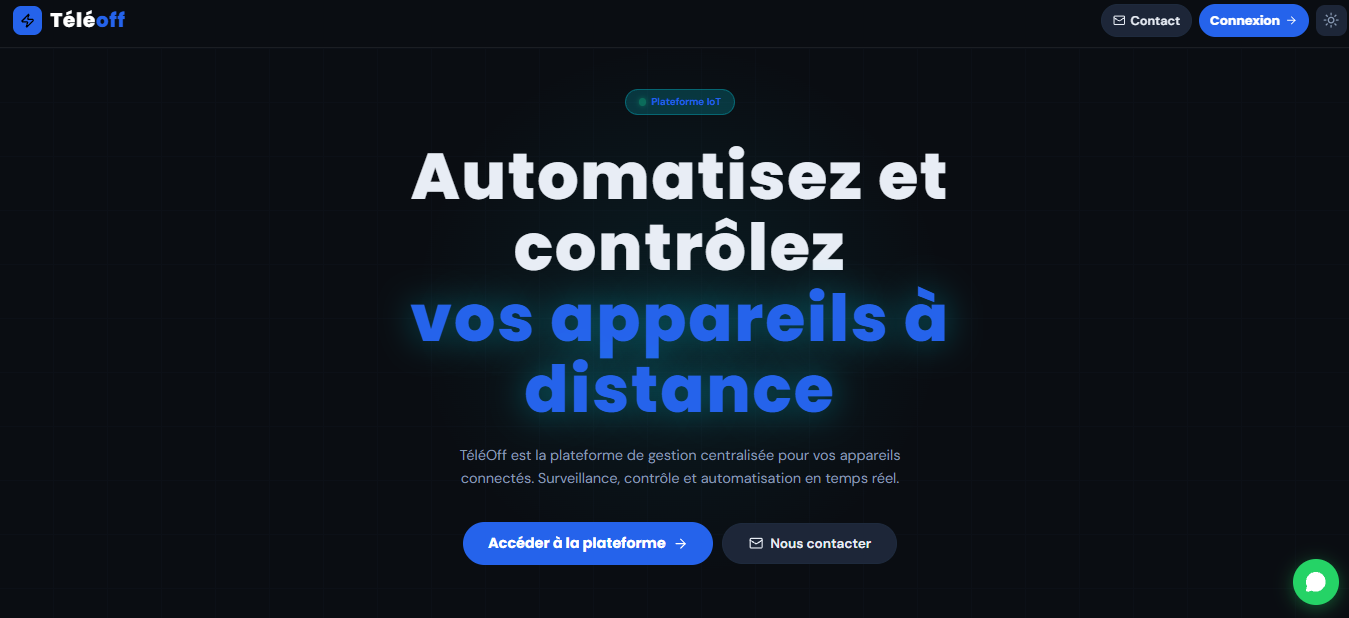 Téléoff
Contact
Connexion →
Plateforme IoT
Automatisez et
contrôlez
vos appareils à
distance
TéléOff est la plateforme de gestion centralisée pour vos appareils
connectés. Surveillance, contrôle et automatisation en temps réel.
Accéder à la plateforme →
Nous contacter